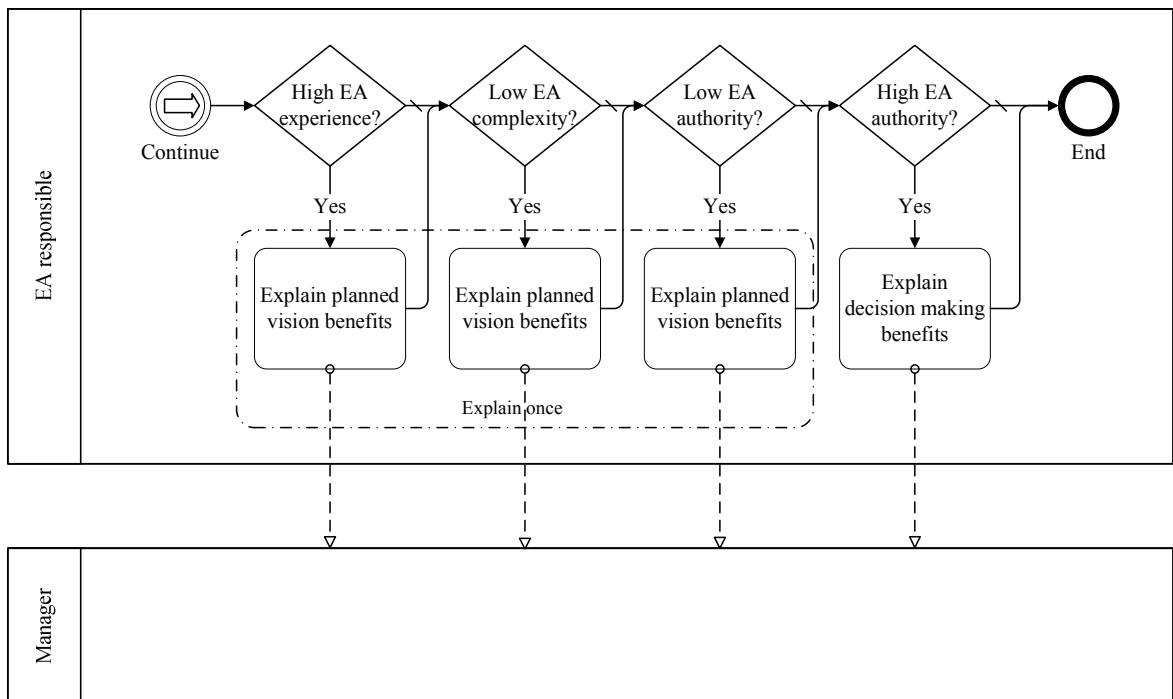 EA responsible
Continue
High EA
experience?
Low EA
complexity?
Low EA
authority?
High EA
authority?
End
Yes
Yes
Yes
Yes
Explain planned
vision benefits
Explain planned
vision benefits
Explain planned
vision benefits
Explain
decision making
benefits
Explain once
Manager